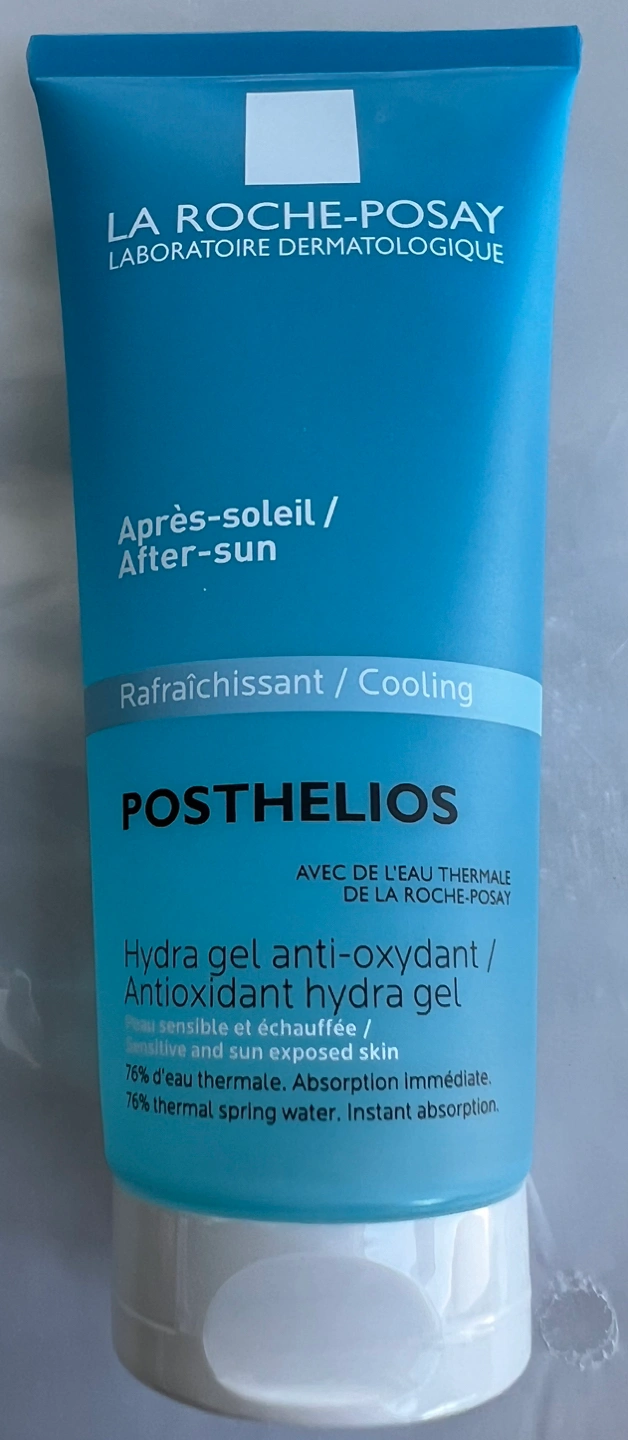 LA ROCHE-POSAY
LABORATOIRE DERMATOLOGIQUE
Après-soleil /
After-sun
Rafraîchissant / Cooling
POSTHELIOS
AVEC DE L'EAU THERMALE
DE LA ROCHE-POSAY
Hydra gel anti-oxydant /
Antioxidant hydra gel
Peau sensible et échauffée /
Sensitive and sun exposed skin
76% d'eau thermale. Absorption immédiate.
76% thermal spring water. Instant absorption.